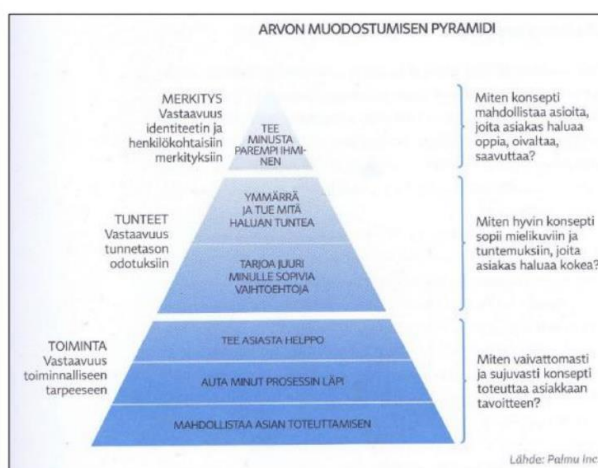 ARVON MUODOSTUMISEN PYRAMIDI
MERKITYS
Vastaavuus
identiteetin ja
henkilökohtaisiin
merkityksiin
TEE
MINUSTA
PAREMPI IHMI-
NEN
Miten konsepti
mahdollistaa asioita,
joita asiakas haluaa
oppia, oivaltaa,
saavuttaa?
TUNTEET
Vastaavuus
tunnetason
odotuksiin
YMMÄRRÄ
JA TUE MITÄ
HALUAN TUNTEA
TARJOA JUURI
MINULLE SOPIVIA
VAIHTOEHTOJA
Miten hyvin konsepti
sopii mielikuviin ja
tuntemuksiin, joita
asiakas haluaa kokea?
TOIMINTA
Vastaavuus
toiminnalliseen
tarpeeseen
TEE ASIASTA HELPPO
AUTA MINUT PROSESSIN LÄPI
MAHDOLLISTAA ASIAN TOTEUTTAMISEN
Miten vaivattomasti
ja sujuvasti konsepti
toteuttaa asiakkaan
tavoitteen?
Lähde: Palmu Inc